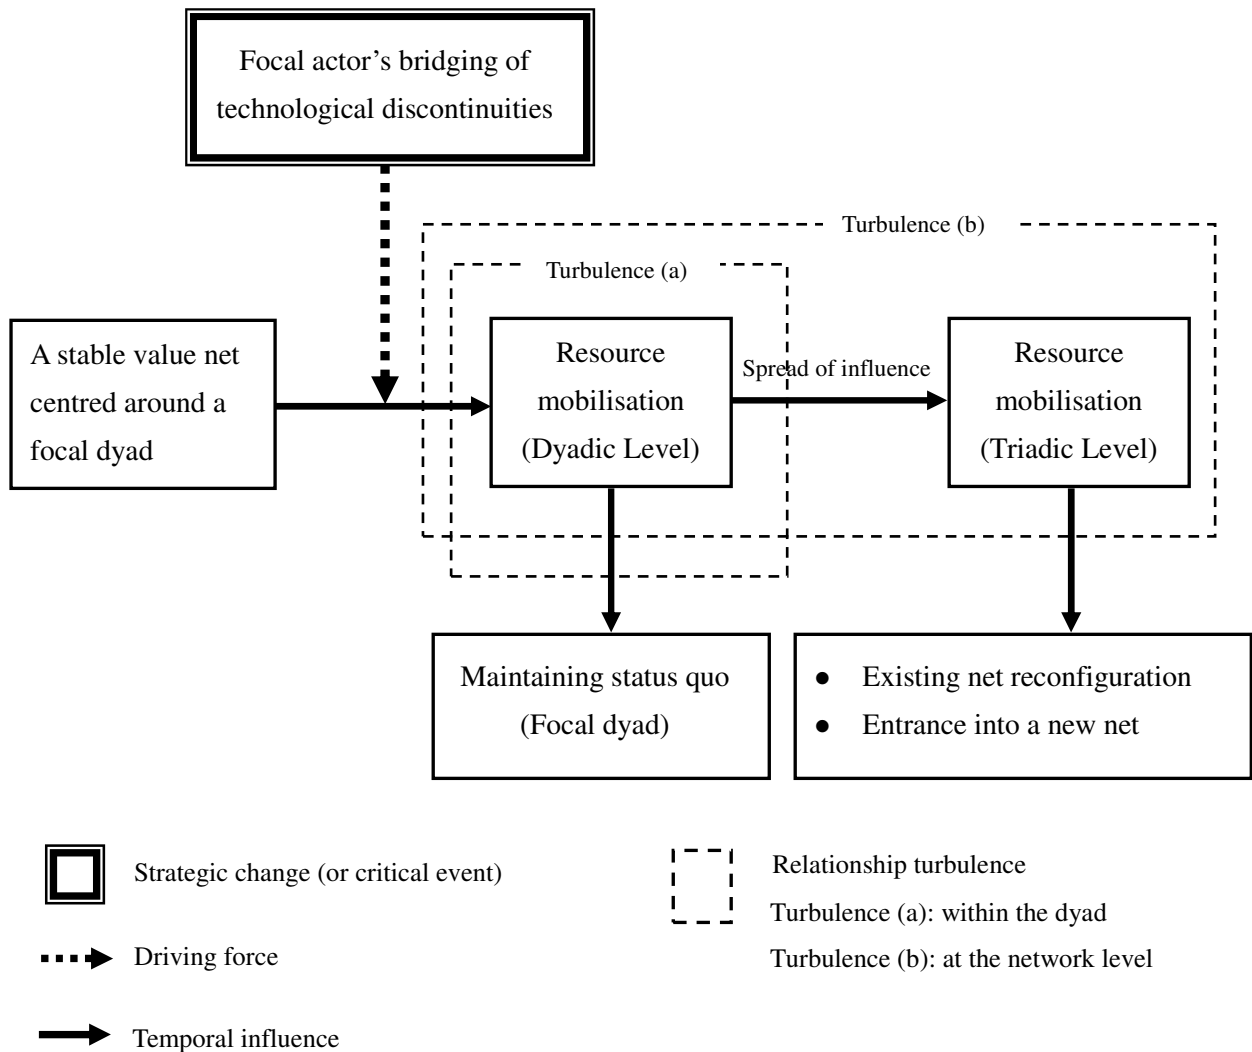 Focal actor’s bridging of
technological discontinuities
Turbulence (b)
Turbulence (a)
A stable value net
centred around a
focal dyad
Resource
mobilisation
(Dyadic Level)
Spread of influence
Resource
mobilisation
(Triadic Level)
Maintaining status quo
(Focal dyad)
● Existing net reconfiguration
● Entrance into a new net
Strategic change (or critical event)
Driving force
Temporal influence
Relationship turbulence
Turbulence (a): within the dyad
Turbulence (b): at the network level